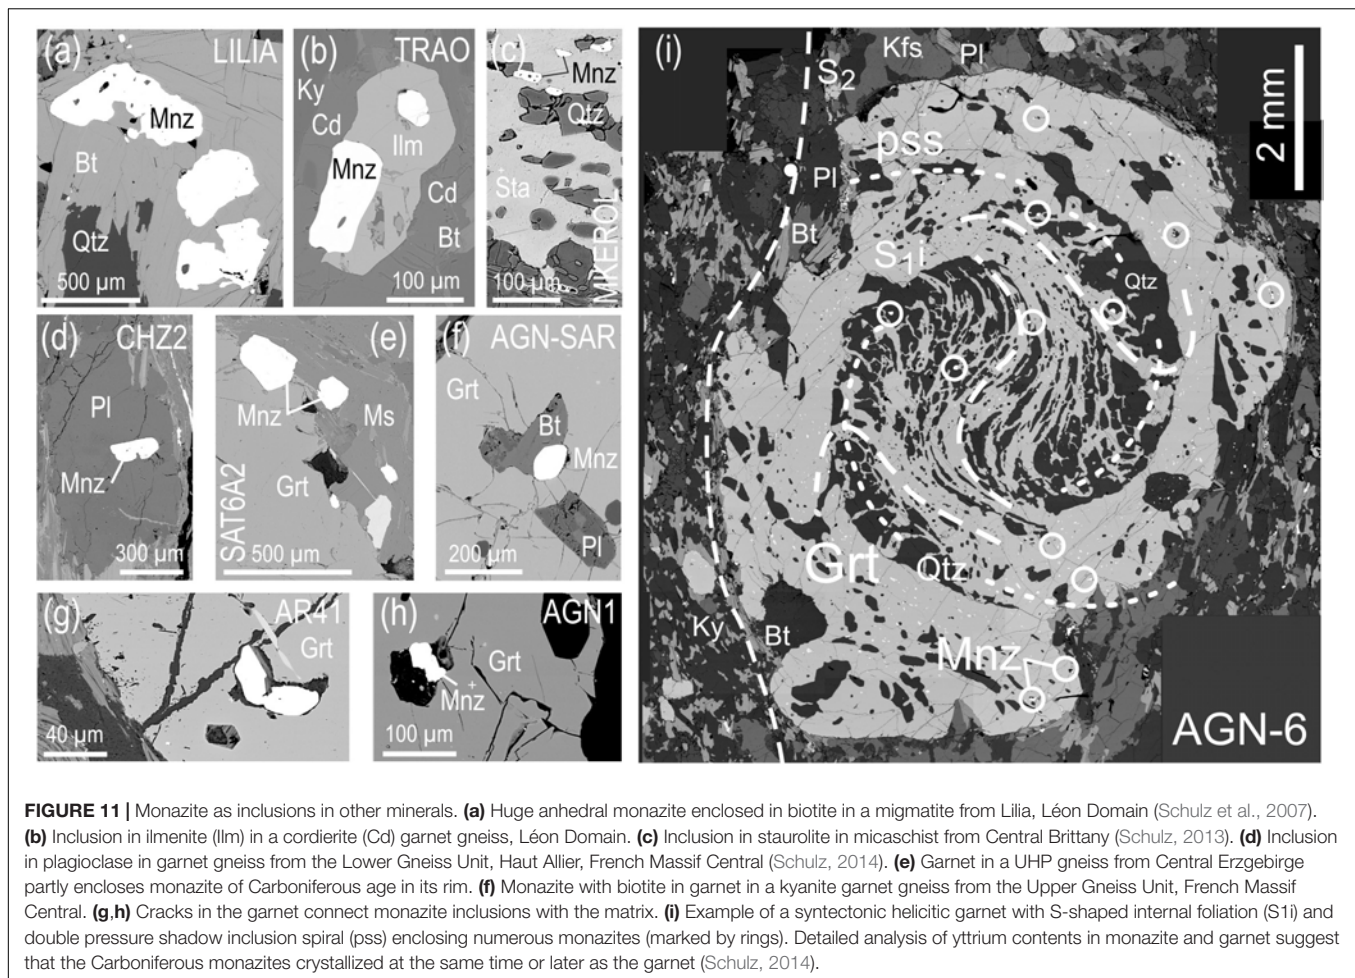 (a) LILIA
Mnz
Bt
Qtz
500 µm
(b) TRAO
Ky
Cd
Ilm
Mnz
Cd
Bt
100 µm
(c)
Mnz
Qtz
Sta
MKEROL
100 µm
(d) CHZ2
Pl
Mnz
300 µm
(e)
Mnz
Ms
Grt
SAT6A2
500 µm
(f) AGN-SAR
Grt
Bt
Mnz
Pl
200 µm
(g) AR41
Grt
40 µm
(h) AGN1
Grt
Mnz
100 µm
(i)
S2
Kfs
Pl
2 mm
pss
Pl
Bt
S1i
Qtz
Grt
Qtz
Ky
Bt
Mnz
AGN-6
FIGURE 11 | Monazite as inclusions in other minerals. (a) Huge anhedral monazite enclosed in biotite in a migmatite from Lilia, Léon Domain (Schulz et al., 2007).
(b) Inclusion in ilmenite (Ilm) in a cordierite (Cd) garnet gneiss, Léon Domain. (c) Inclusion in staurolite in micaschist from Central Brittany (Schulz, 2013). (d) Inclusion
in plagioclase in garnet gneiss from the Lower Gneiss Unit, Haut Allier, French Massif Central (Schulz, 2014). (e) Garnet in a UHP gneiss from Central Erzgebirge
partly encloses monazite of Carboniferous age in its rim. (f) Monazite with biotite in garnet in a kyanite garnet gneiss from the Upper Gneiss Unit, French Massif
Central. (g,h) Cracks in the garnet connect monazite inclusions with the matrix. (i) Example of a syntectonic helicitic garnet with S-shaped internal foliation (S1i) and
double pressure shadow inclusion spiral (pss) enclosing numerous monazites (marked by rings). Detailed analysis of yttrium contents in monazite and garnet suggest
that the Carboniferous monazites crystallized at the same time or later as the garnet (Schulz, 2014).